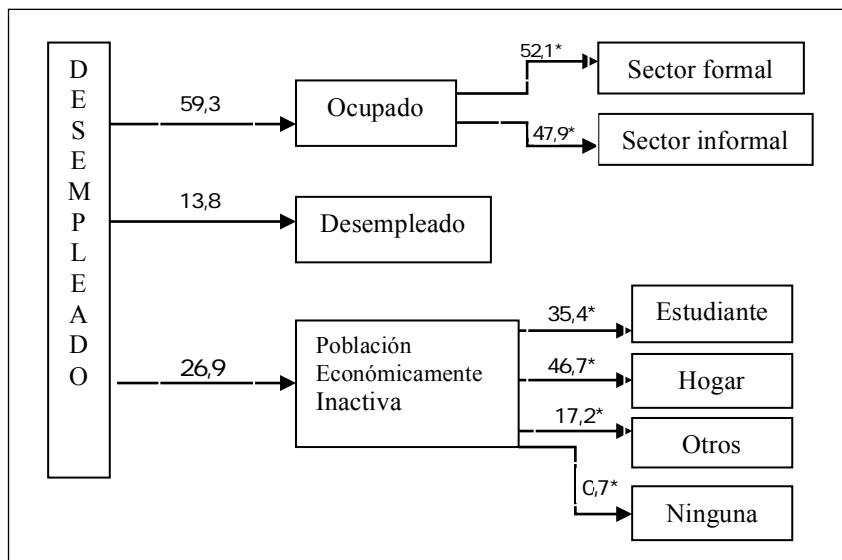 DESEMPLEADO
59,3
Ocupado
52,1*
Sector formal
47,9*
Sector informal
13,8
Desempleado
26,9
Población
Económicamente
Inactiva
35,4*
Estudiante
46,7*
Hogar
17,2*
Otros
0,7*
Ninguna